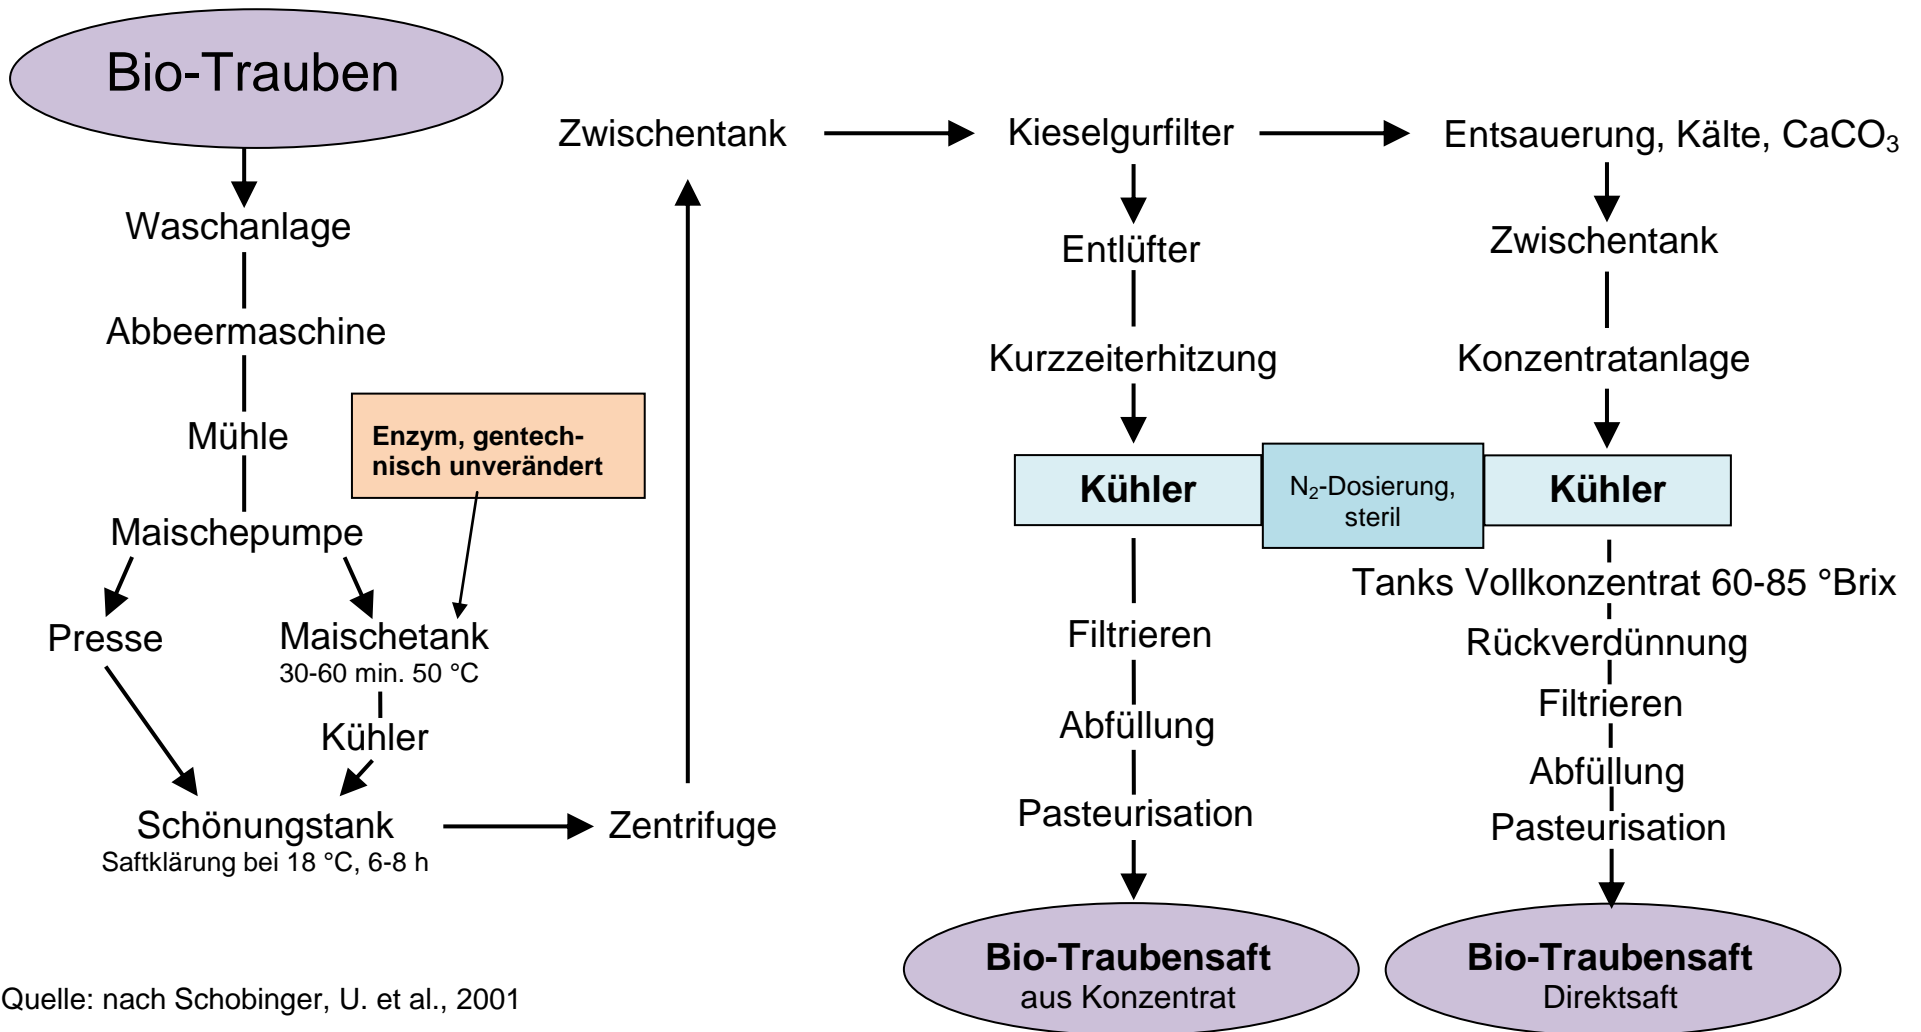 Bio-Trauben
Waschanlage
Abbeermaschine
Mühle
Enzym, gentech-
nisch unverändert
Maischepumpe
Presse
Maischetank
30-60 min. 50 °C
Kühler
Schönungstank
Saftklärung bei 18 °C, 6-8 h
Zentrifuge
Zwischentank
Kieselgurfilter
Entsauerung, Kälte, CaCO₃
Entlüfter
Kurzzeiterhitzung
Kühler
N₂-Dosierung,
steril
Filtrieren
Abfüllung
Pasteurisation
Bio-Traubensaft
aus Konzentrat
Zwischentank
Konzentratanlage
Kühler
Tanks Vollkonzentrat 60-85 °Brix
Rückverdünnung
Filtrieren
Abfüllung
Pasteurisation
Bio-Traubensaft
Direktsaft
Quelle: nach Schobinger, U. et al., 2001